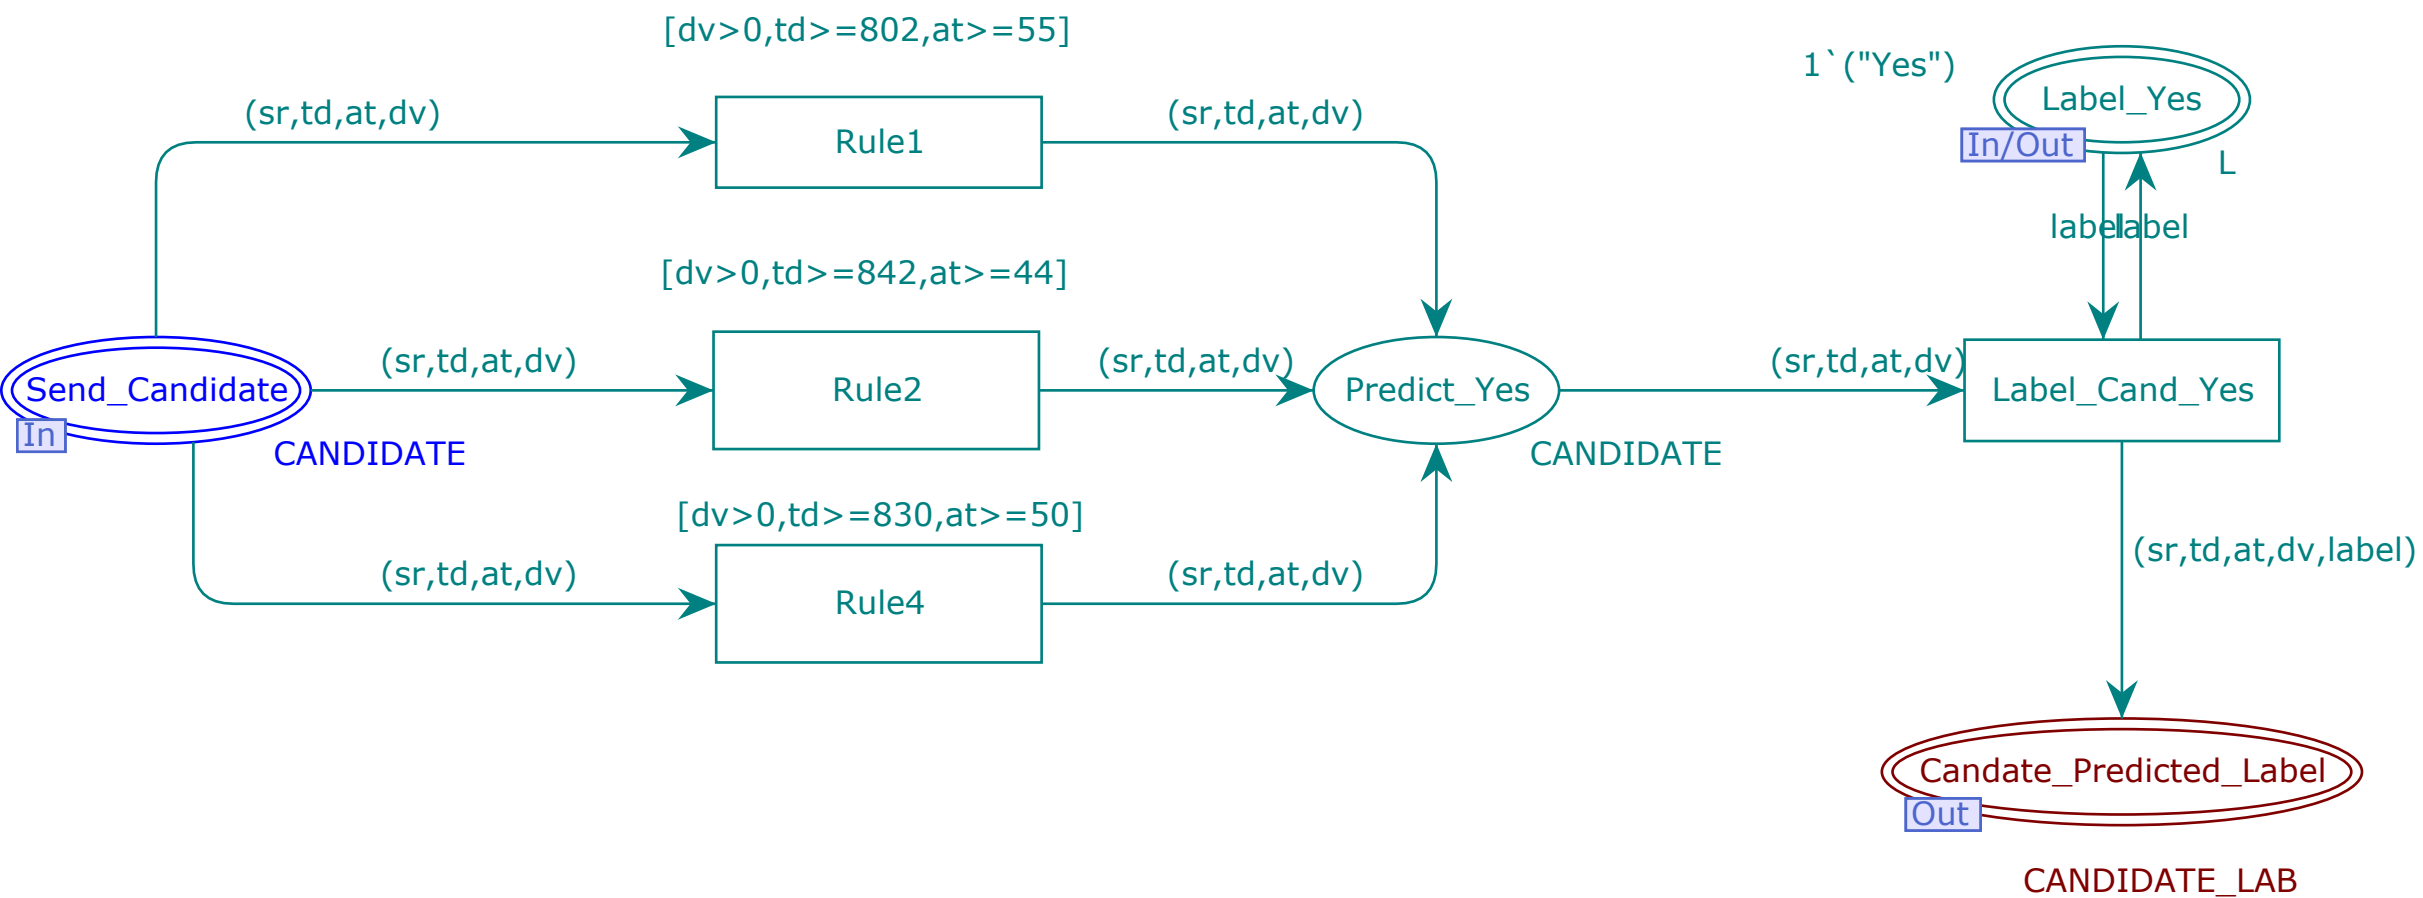 [dv>0,td>=802,at>=55]
1`("Yes")
Label_Yes
(sr,td,at,dv)
Rule1
(sr,td,at,dv)
In/Out
L
label
label
[dv>0,td>=842,at>=44]
(sr,td,at,dv)
(sr,td,at,dv)
(sr,td,at,dv)
Send_Candidate
Rule2
Predict_Yes
Label_Cand_Yes
In
CANDIDATE
CANDIDATE
[dv>0,td>=830,at>=50]
(sr,td,at,dv)
Rule4
(sr,td,at,dv)
(sr,td,at,dv,label)
Candate_Predicted_Label
Out
CANDIDATE_LAB